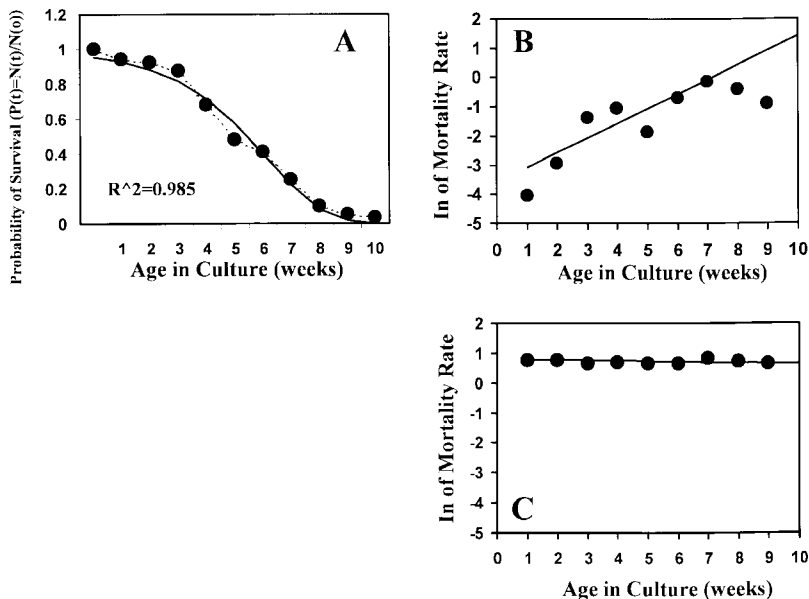 Probability of Survival (P(t)=N(t)/N(o))
1.2
1
0.8
0.6
0.4
0.2
0
A
R^2=0.985
1 2 3 4 5 6 7 8 9 10
Age in Culture (weeks)
ln of Mortality Rate
2
1
0
-1
-2
-3
-4
-5
B
0 1 2 3 4 5 6 7 8 9 10
Age in Culture (weeks)
ln of Mortality Rate
2
1
0
-1
-2
-3
-4
-5
C
0 1 2 3 4 5 6 7 8 9 10
Age in Culture (weeks)